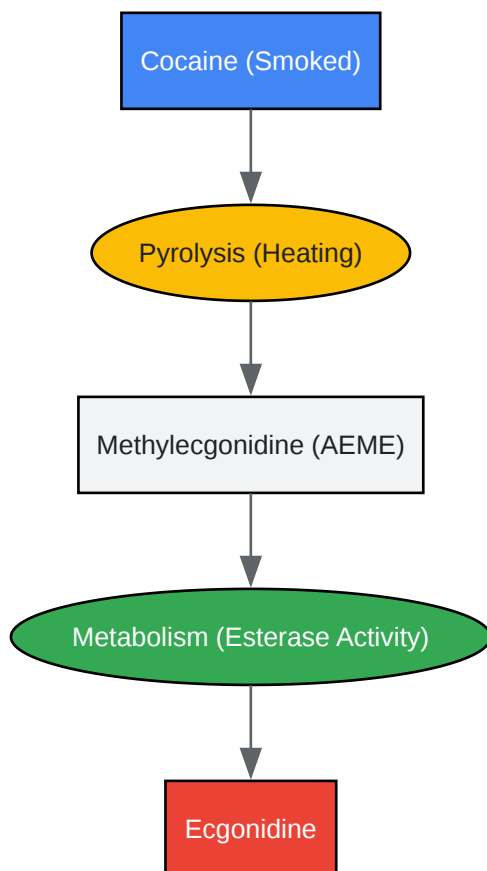 Cocaine (Smoked)
Pyrolysis (Heating)
Methylecgonidine (AEME)
Metabolism (Esterase Activity)
Ecgonidine